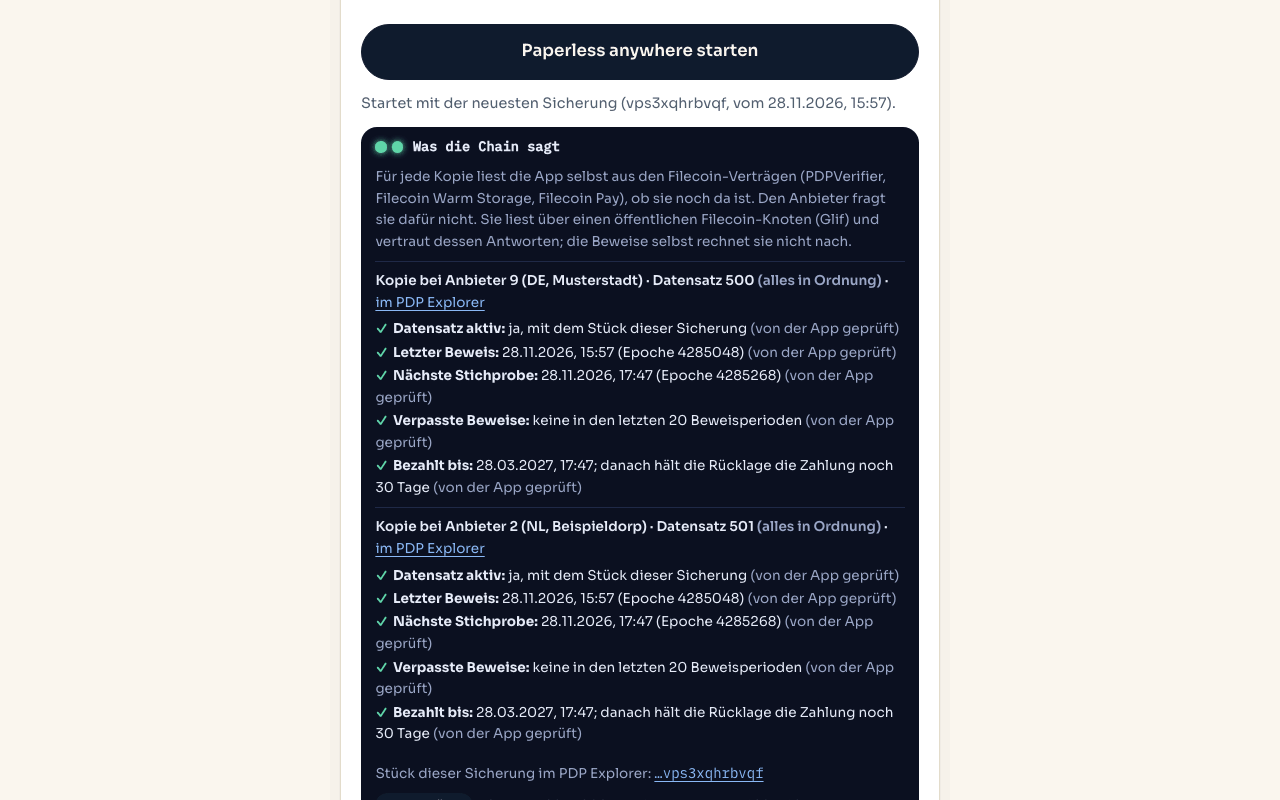 Paperless anywhere starten
Startet mit der neuesten Sicherung (vps3xqhrbvqf, vom 28.11.2026, 15:57).
Was die Chain sagt
Für jede Kopie liest die App selbst aus den Filecoin-Verträgen (PDPVerifier,
Filecoin Warm Storage, Filecoin Pay), ob sie noch da ist. Den Anbieter fragt
sie dafür nicht. Sie liest über einen öffentlichen Filecoin-Knoten (Glif) und
vertraut dessen Antworten; die Beweise selbst rechnet sie nicht nach.
Kopie bei Anbieter 9 (DE, Musterstadt) · Datensatz 500 (alles in Ordnung) ·
im PDP Explorer
✓ Datensatz aktiv: ja, mit dem Stück dieser Sicherung (von der App geprüft)
✓ Letzter Beweis: 28.11.2026, 15:57 (Epoche 4285048) (von der App geprüft)
✓ Nächste Stichprobe: 28.11.2026, 17:47 (Epoche 4285268) (von der App
geprüft)
✓ Verpasste Beweise: keine in den letzten 20 Beweisperioden (von der App
geprüft)
✓ Bezahlt bis: 28.03.2027, 17:47; danach hält die Rücklage die Zahlung noch
30 Tage (von der App geprüft)
Kopie bei Anbieter 2 (NL, Beispieldorp) · Datensatz 501 (alles in Ordnung) ·
im PDP Explorer
✓ Datensatz aktiv: ja, mit dem Stück dieser Sicherung (von der App geprüft)
✓ Letzter Beweis: 28.11.2026, 15:57 (Epoche 4285048) (von der App geprüft)
✓ Nächste Stichprobe: 28.11.2026, 17:47 (Epoche 4285268) (von der App
geprüft)
✓ Verpasste Beweise: keine in den letzten 20 Beweisperioden (von der App
geprüft)
✓ Bezahlt bis: 28.03.2027, 17:47; danach hält die Rücklage die Zahlung noch
30 Tage (von der App geprüft)
Stück dieser Sicherung im PDP Explorer: …vps3xqhrbvqf